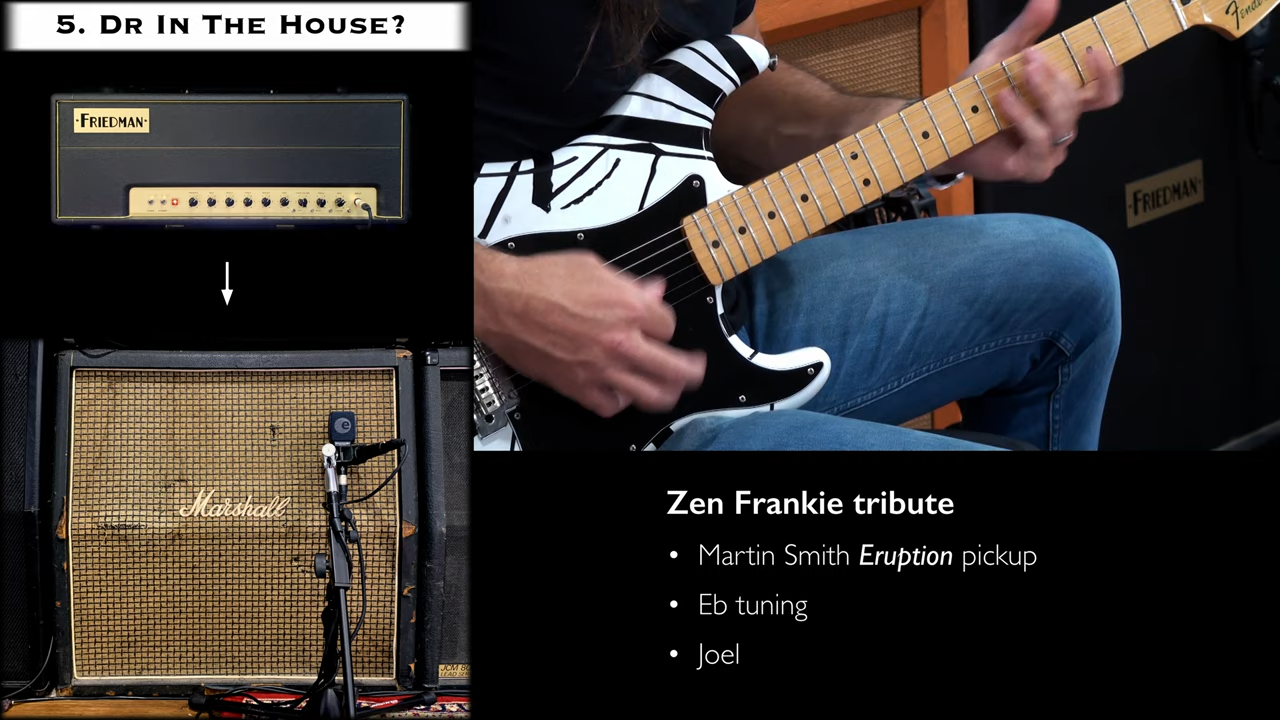 5. Dr In The House?
FRIEDMAN
Marshall
Fender
FRIEDMAN
Zen Frankie tribute
• Martin Smith Eruption pickup
• Eb tuning
• Joel